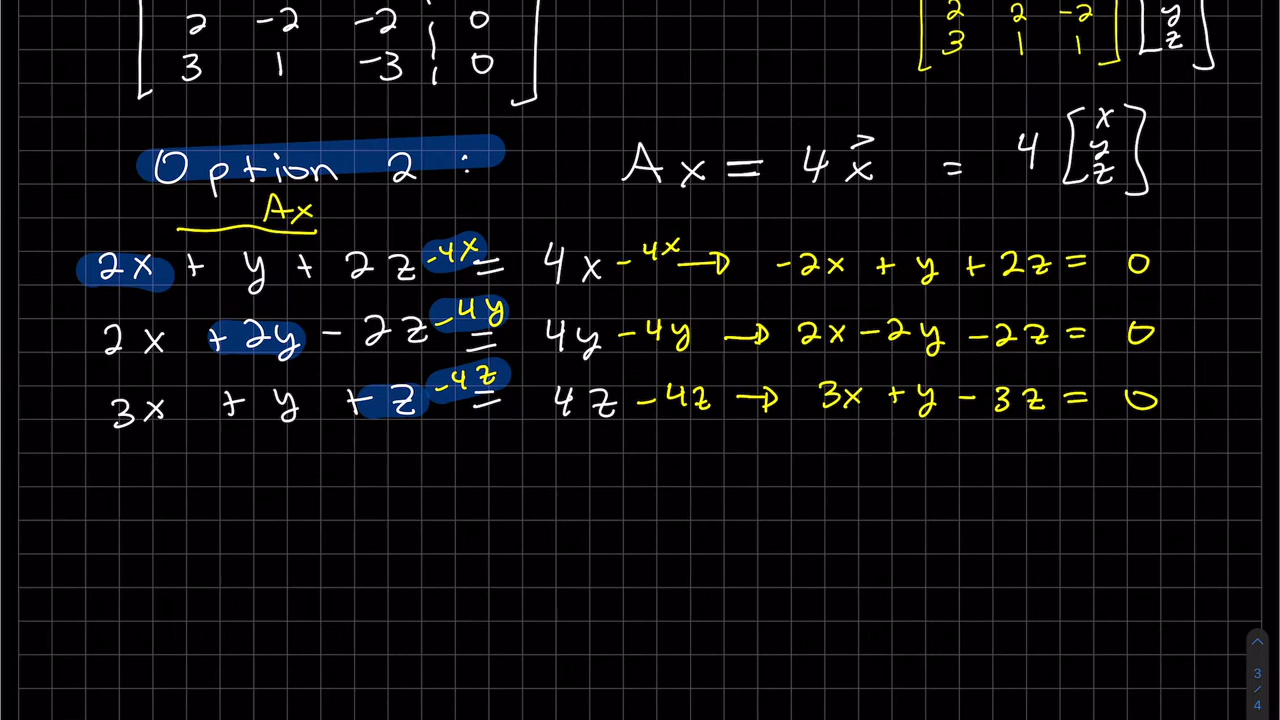 2 -2 -2 0
3 1 -3 0
2 2 -2 y
3 1 1 z
Option 2 : Ax = 4x⃗ = 4 [x y z]
Ax
2x + y + 2z -4x = 4x - 4x → -2x + y + 2z = 0
2x + 2y - 2z -4y = 4y - 4y → 2x - 2y - 2z = 0
3x + y + z -4z = 4z - 4z → 3x + y - 3z = 0
3
/
4